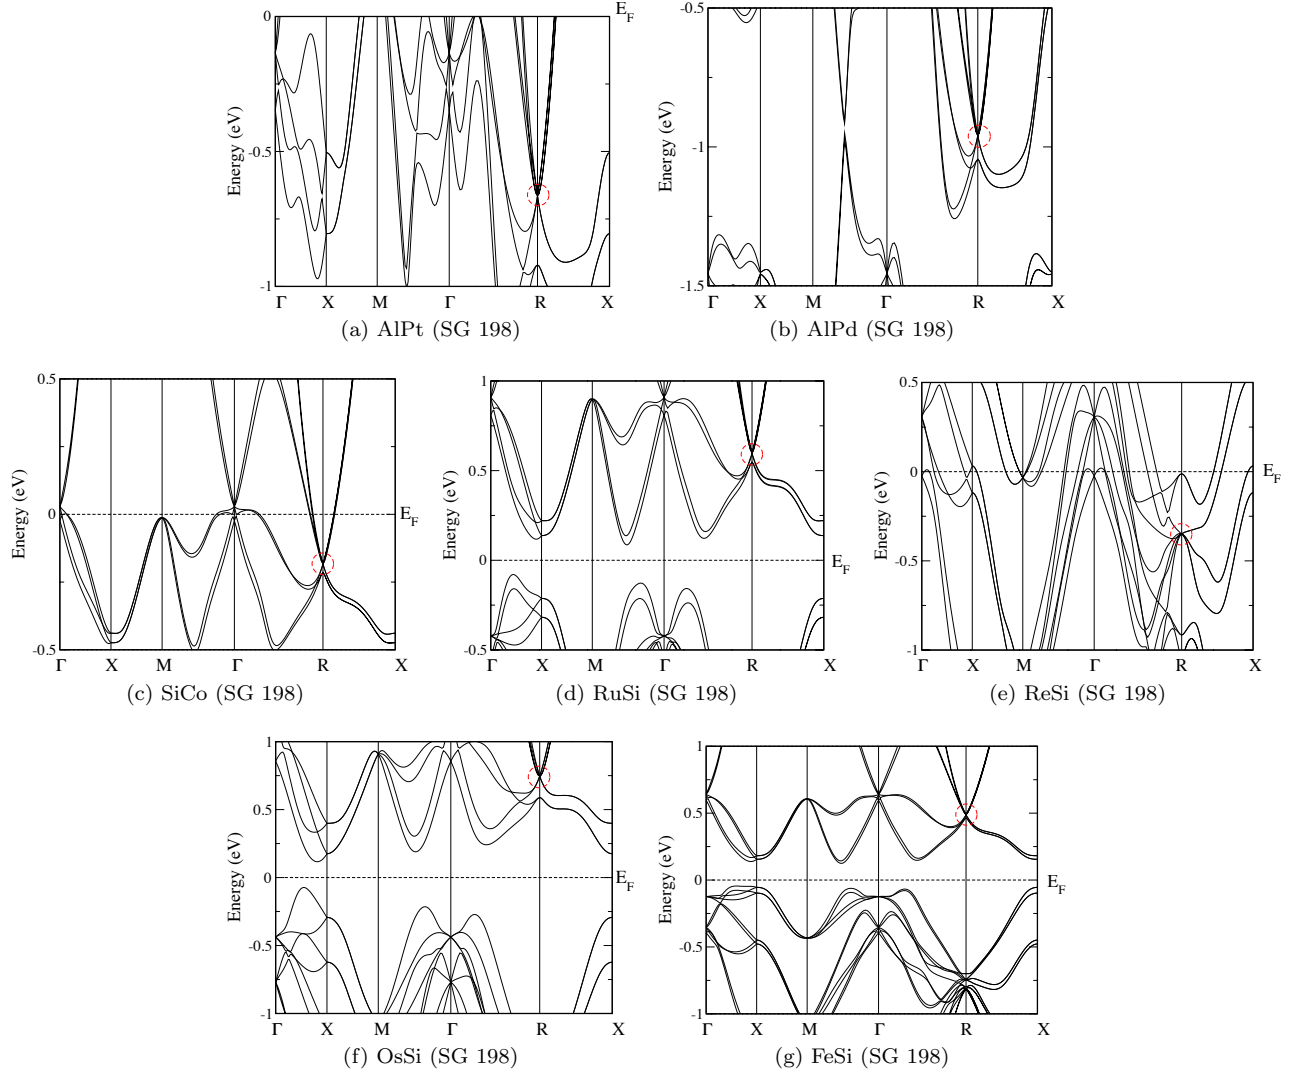 0
-0.5
-1
Energy (eV)
E_F
Γ X M Γ R X
(a) AlPt (SG 198)
-0.5
-1
-1.5
Energy (eV)
Γ X M Γ R X
(b) AlPd (SG 198)
0.5
0
-0.5
Energy (eV)
E_F
Γ X M Γ R X
(c) SiCo (SG 198)
1
0.5
0
-0.5
Energy (eV)
E_F
Γ X M Γ R X
(d) RuSi (SG 198)
0.5
0
-0.5
-1
Energy (eV)
E_F
Γ X M Γ R X
(e) ReSi (SG 198)
1
0.5
0
-0.5
-1
Energy (eV)
E_F
Γ X M Γ R X
(f) OsSi (SG 198)
1
0.5
0
-0.5
-1
Energy (eV)
E_F
Γ X M Γ R X
(g) FeSi (SG 198)